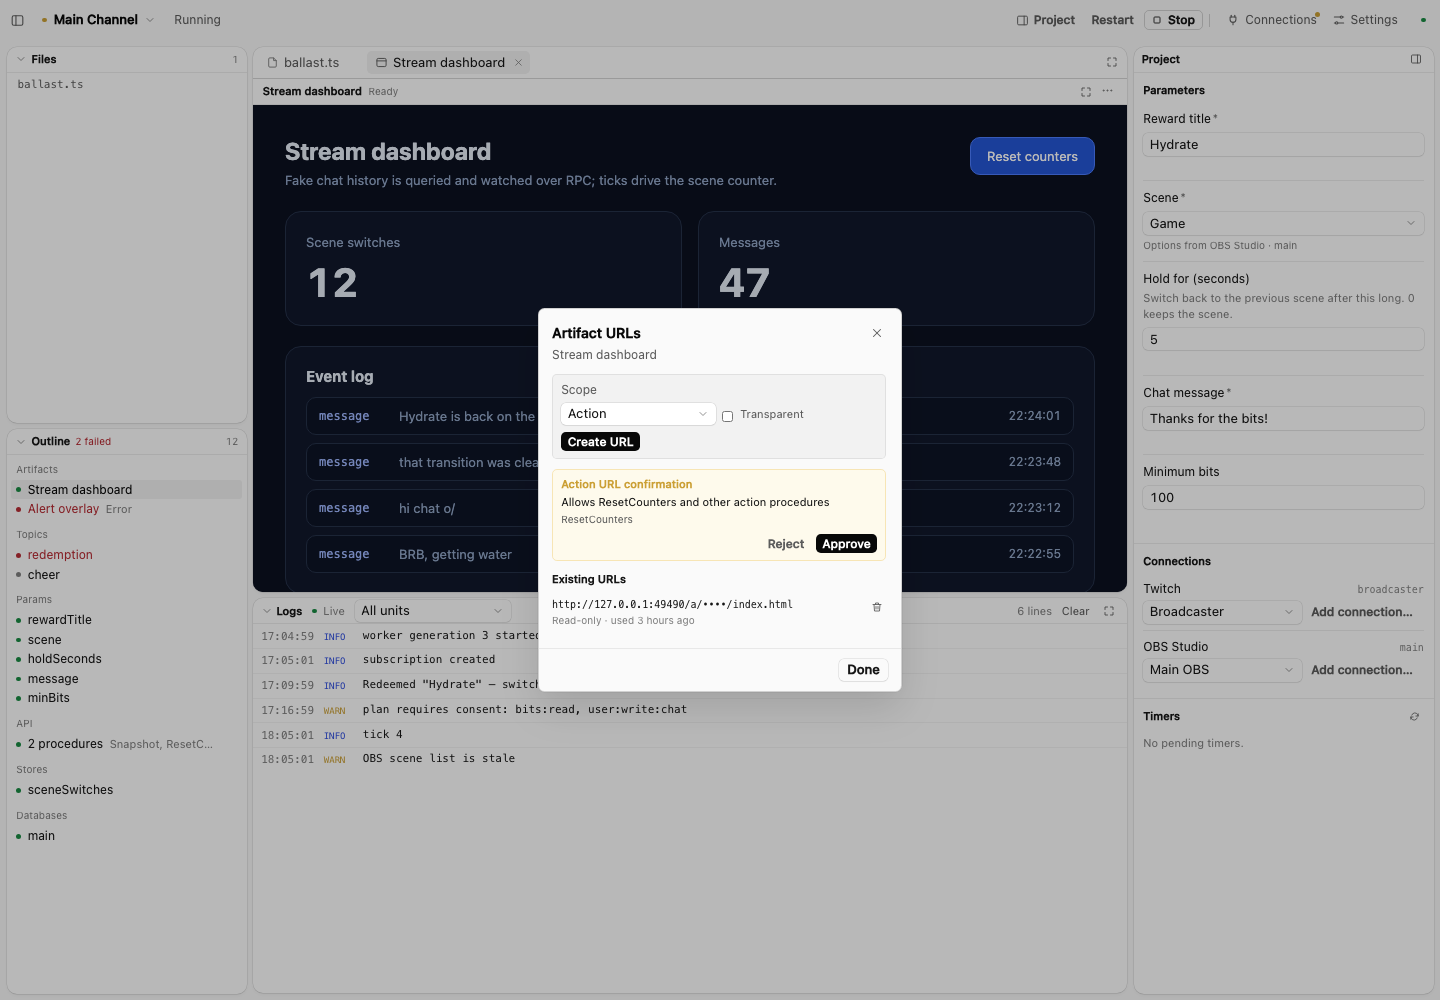 Main Channel
Running
Project
Restart
Stop
Connections
Settings
Files
1
ballast.ts
ballast.ts
Stream dashboard
Stream dashboard
Ready
Stream dashboard
Fake chat history is queried and watched over RPC; ticks drive the scene counter.
Reset counters
Scene switches
12
Messages
47
Event log
message
Hydrate is back on the
22:24:01
message
that transition was clea
22:23:48
message
hi chat o/
22:23:12
message
BRB, getting water
22:22:55
Artifact URLs
Stream dashboard
Scope
Action
Transparent
Create URL
Action URL confirmation
Allows ResetCounters and other action procedures
ResetCounters
Reject
Approve
Existing URLs
http://127.0.0.1:49490/a/••••/index.html
Read-only · used 3 hours ago
Done
Outline
2 failed
12
Artifacts
Stream dashboard
Alert overlay
Error
Topics
redemption
cheer
Params
rewardTitle
scene
holdSeconds
message
minBits
API
2 procedures
Snapshot, ResetC...
Stores
sceneSwitches
Databases
main
Logs
Live
All units
6 lines
Clear
17:04:59 INFO worker generation 3 started
17:05:01 INFO subscription created
17:09:59 INFO Redeemed "Hydrate" — switch
17:16:59 WARN plan requires consent: bits:read, user:write:chat
18:05:01 INFO tick 4
18:05:01 WARN OBS scene list is stale
Project
Parameters
Reward title*
Hydrate
Scene*
Game
Options from OBS Studio · main
Hold for (seconds)
Switch back to the previous scene after this long. 0
keeps the scene.
5
Chat message*
Thanks for the bits!
Minimum bits
100
Connections
Twitch
broadcaster
Broadcaster
Add connection...
OBS Studio
main
Main OBS
Add connection...
Timers
No pending timers.